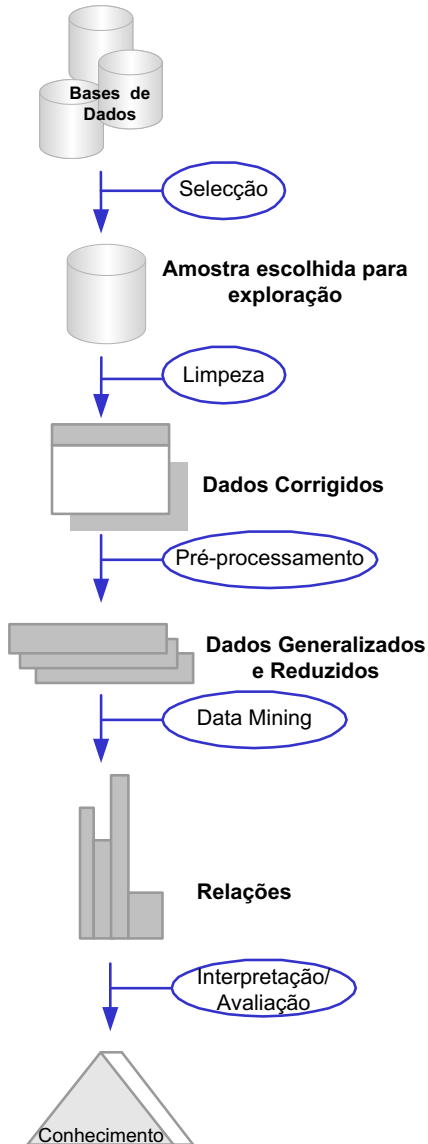 Bases de
Dados
Selecção
Amostra escolhida para
exploração
Limpeza
Dados Corrigidos
Pré-processamento
Dados Generalizados
e Reduzidos
Data Mining
Relações
Interpretação/
Avaliação
Conhecimento